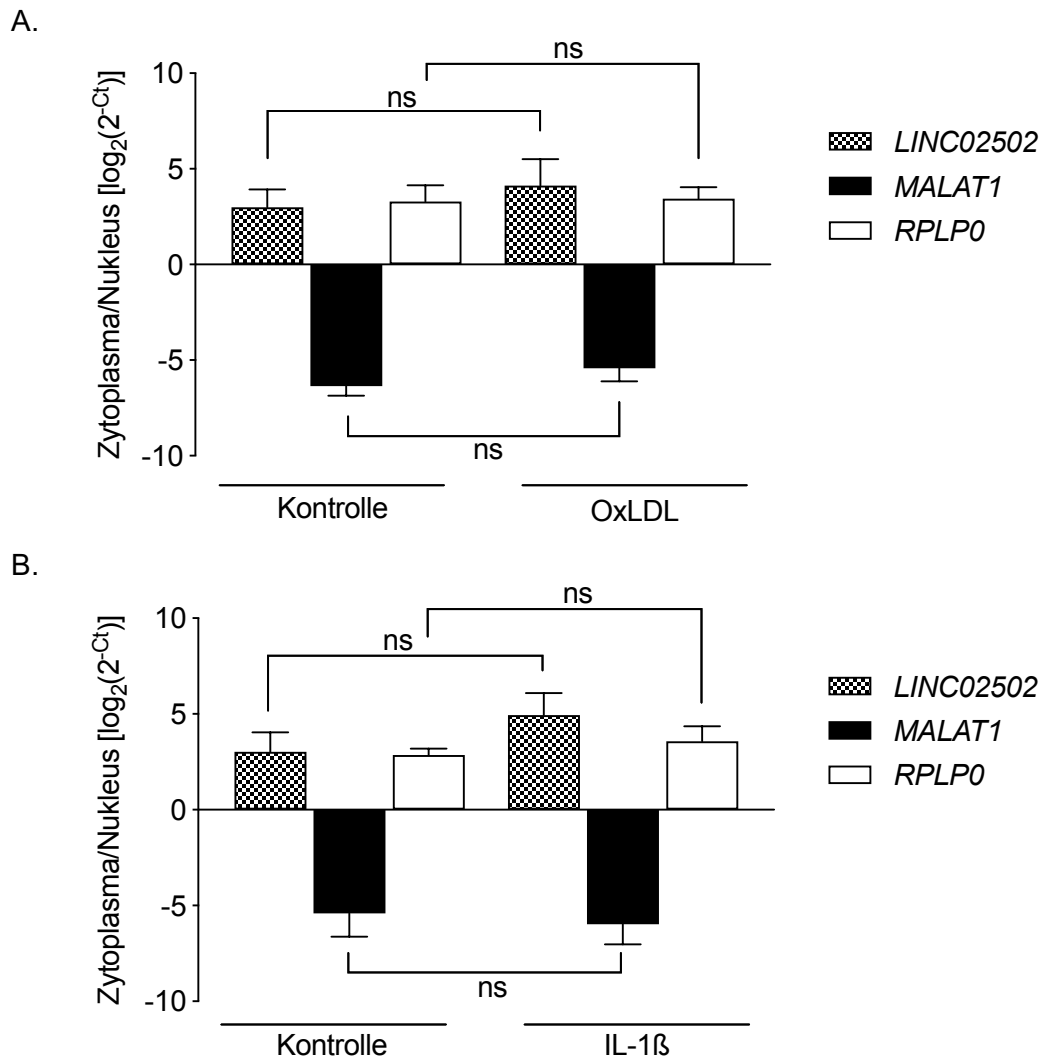 A.
Zytoplasma/Nukleus [log₂(2⁻ᶜᵗ)]
10
5
0
-5
-10
ns
ns
ns
Kontrolle
OxLDL
LINC02502
MALAT1
RPLP0
B.
Zytoplasma/Nukleus [log₂(2⁻ᶜᵗ)]
10
5
0
-5
-10
ns
ns
ns
Kontrolle
IL-1ß
LINC02502
MALAT1
RPLP0